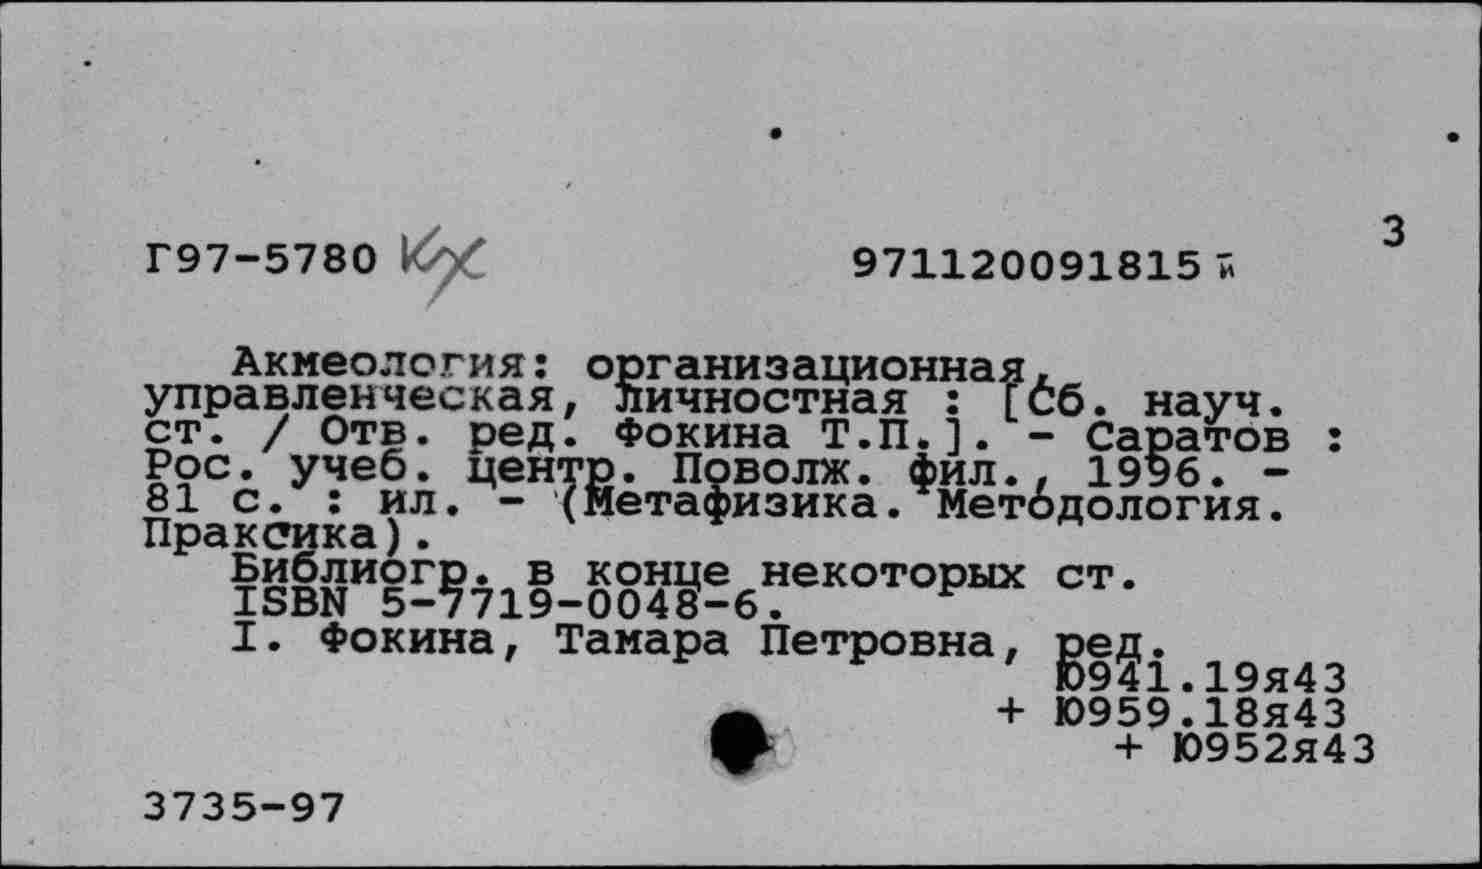 3
Г97-5780 Кх 971120091815 й
Акмеология: организационная,
управленческая, личностная : [Сб. науч.
ст. / Отв. ред. Фокина Т.П.]. - Саратов :
Рос. учеб. центр. Поволж. фил., 1996. -
81 с. : ил. - (Метафизика. Методология.
Праксика).
Библиогр. в конце некоторых ст.
ISBN 5-7719-0048-6.
I. Фокина, Тамара Петровна, ред.
Ю941.19я43
+ Ю959.18я43
+ Ю952я43
3735-97